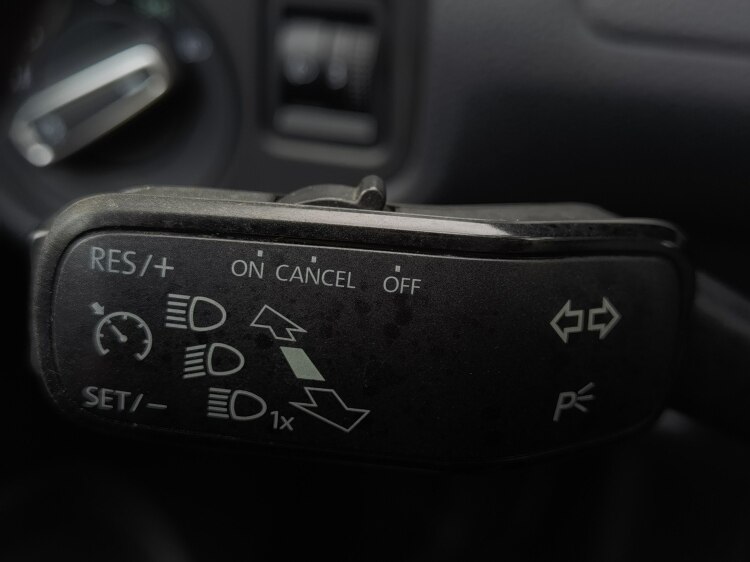 RES/+
ON CANCEL OFF
1x
SET/−
P